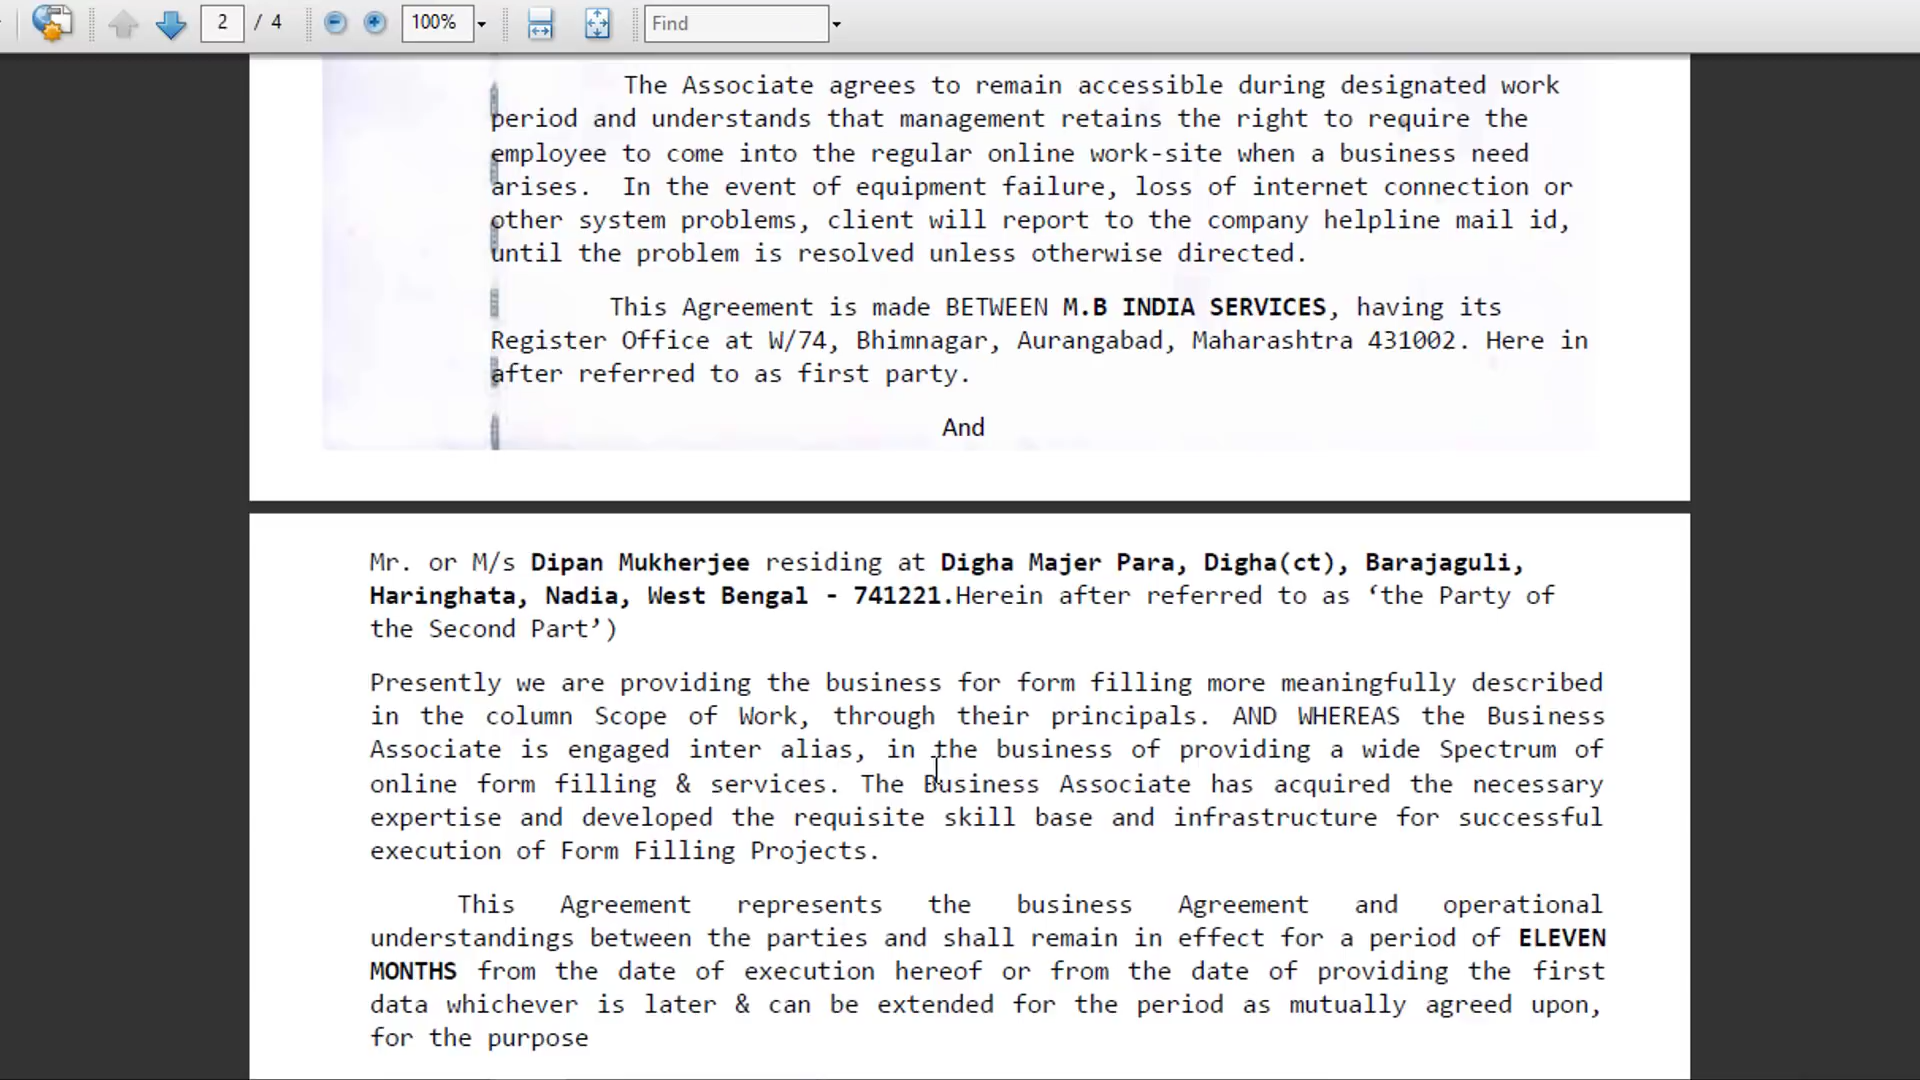 2 / 4
100%
Find
The Associate agrees to remain accessible during designated work
period and understands that management retains the right to require the
employee to come into the regular online work-site when a business need
arises. In the event of equipment failure, loss of internet connection or
other system problems, client will report to the company helpline mail id,
until the problem is resolved unless otherwise directed.
This Agreement is made BETWEEN M.B INDIA SERVICES, having its
Register Office at W/74, Bhimnagar, Aurangabad, Maharashtra 431002. Here in
after referred to as first party.
And
Mr. or M/s Dipan Mukherjee residing at Digha Majer Para, Digha(ct), Barajaguli,
Haringhata, Nadia, West Bengal - 741221.Herein after referred to as ‘the Party of
the Second Part’)
Presently we are providing the business for form filling more meaningfully described
in the column Scope of Work, through their principals. AND WHEREAS the Business
Associate is engaged inter alias, in the business of providing a wide Spectrum of
online form filling & services. The Business Associate has acquired the necessary
expertise and developed the requisite skill base and infrastructure for successful
execution of Form Filling Projects.
This Agreement represents the business Agreement and operational
understandings between the parties and shall remain in effect for a period of ELEVEN
MONTHS from the date of execution hereof or from the date of providing the first
data whichever is later & can be extended for the period as mutually agreed upon,
for the purpose